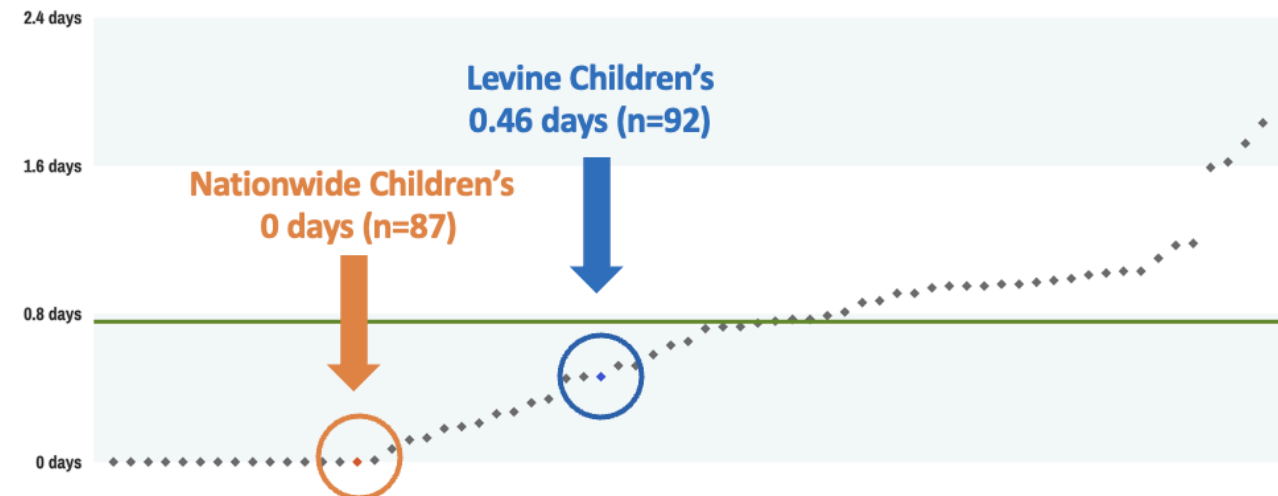 2.4 days
Levine Children’s
0.46 days (n=92)
1.6 days
Nationwide Children’s
0 days (n=87)
0.8 days
0 days